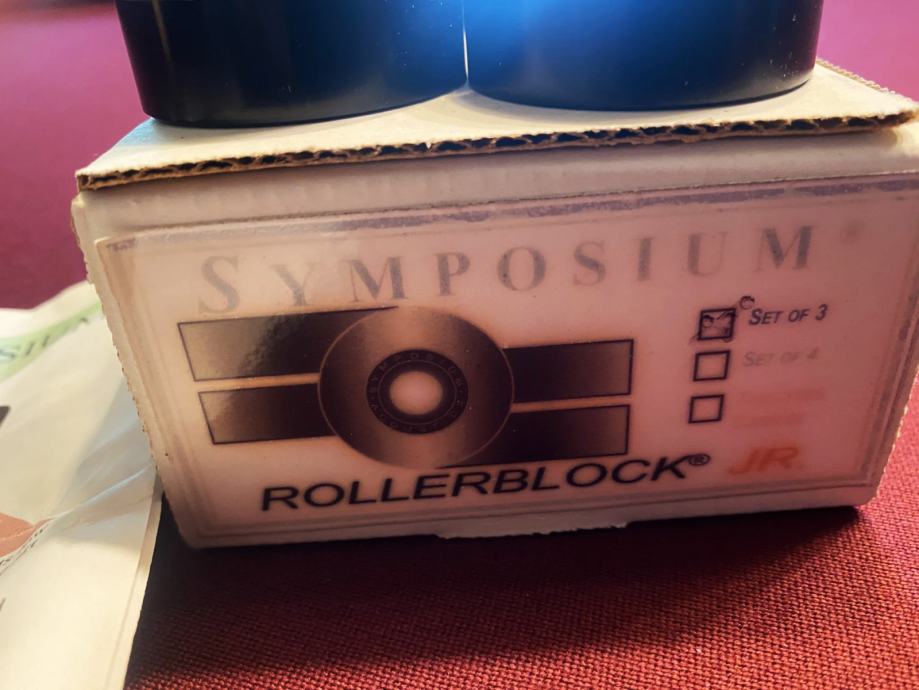 SYMPOSIUM
SET OF 3
SET OF 4
ROLLERBLOCK®
JR.